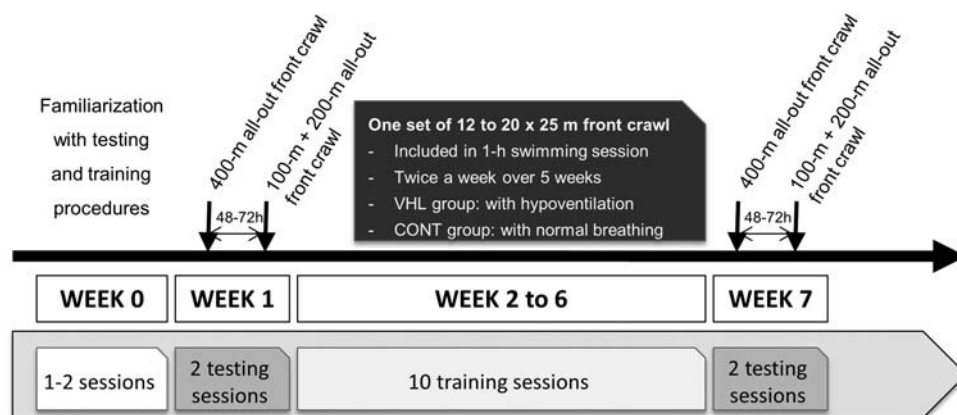 Familiarization
with testing
and training
procedures
400-m all-out front crawl
100-m + 200-m all-out
front crawl
48-72h
One set of 12 to 20 x 25 m front crawl
- Included in 1-h swimming session
- Twice a week over 5 weeks
- VHL group: with hypoventilation
- CONT group: with normal breathing
400-m all-out front crawl
100-m + 200-m all-out
front crawl
48-72h
WEEK 0
WEEK 1
WEEK 2 to 6
WEEK 7
1-2 sessions
2 testing
sessions
10 training sessions
2 testing
sessions